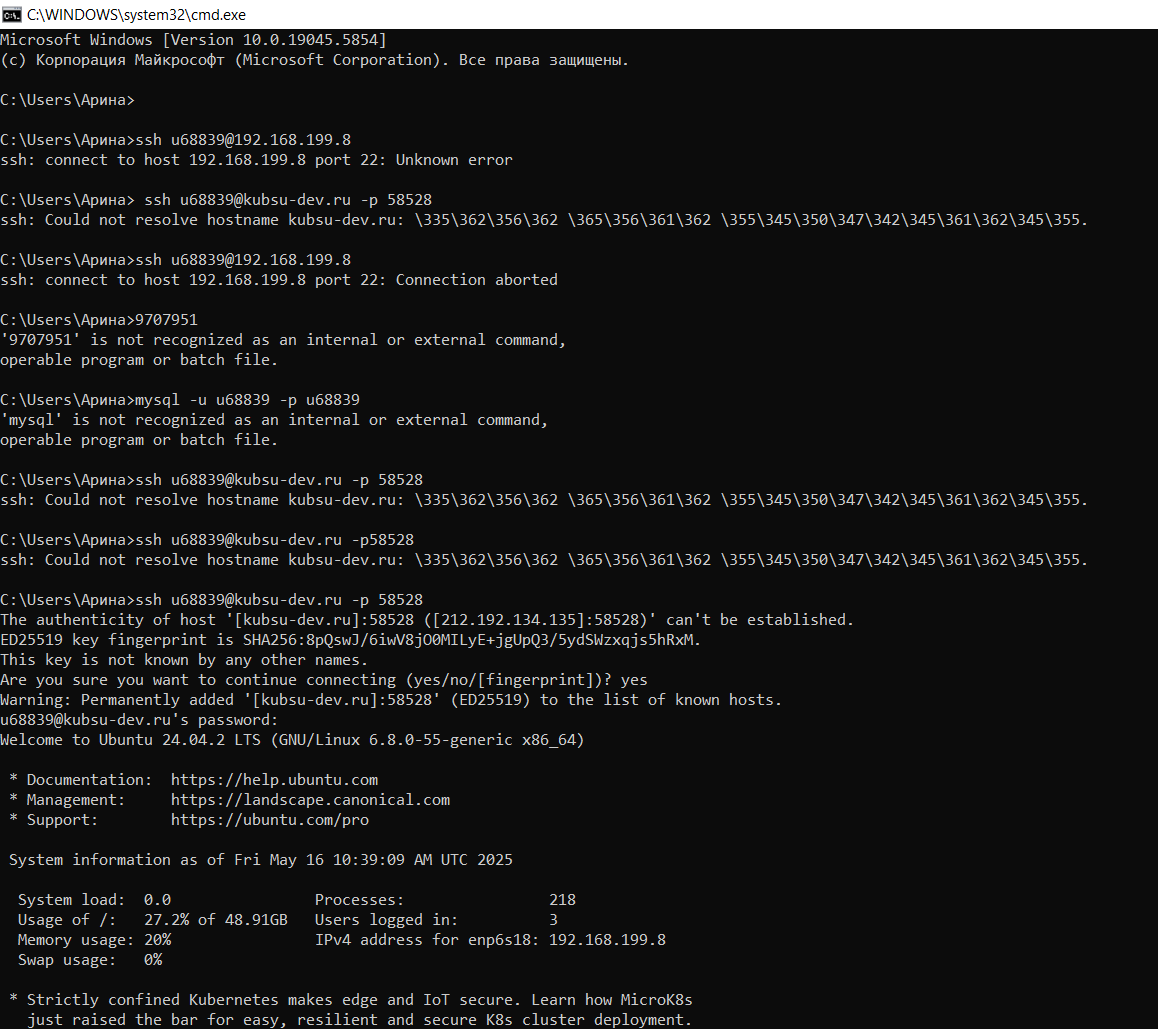 C:\WINDOWS\system32\cmd.exe
Microsoft Windows [Version 10.0.19045.5854]
(c) Корпорация Майкрософт (Microsoft Corporation). Все права защищены.
C:\Users\Арина>
C:\Users\Арина>ssh u68839@192.168.199.8
ssh: connect to host 192.168.199.8 port 22: Unknown error
C:\Users\Арина> ssh u68839@kubsu-dev.ru -p 58528
ssh: Could not resolve hostname kubsu-dev.ru: \335\362\356\362 \365\356\361\362 \355\345\350\347\342\345\361\362\345\355.
C:\Users\Арина>ssh u68839@192.168.199.8
ssh: connect to host 192.168.199.8 port 22: Connection aborted
C:\Users\Арина>9707951
'9707951' is not recognized as an internal or external command,
operable program or batch file.
C:\Users\Арина>mysql -u u68839 -p u68839
'mysql' is not recognized as an internal or external command,
operable program or batch file.
C:\Users\Арина>ssh u68839@kubsu-dev.ru -p 58528
ssh: Could not resolve hostname kubsu-dev.ru: \335\362\356\362 \365\356\361\362 \355\345\350\347\342\345\361\362\345\355.
C:\Users\Арина>ssh u68839@kubsu-dev.ru -p58528
ssh: Could not resolve hostname kubsu-dev.ru: \335\362\356\362 \365\356\361\362 \355\345\350\347\342\345\361\362\345\355.
C:\Users\Арина>ssh u68839@kubsu-dev.ru -p 58528
The authenticity of host '[kubsu-dev.ru]:58528 ([212.192.134.135]:58528)' can't be established.
ED25519 key fingerprint is SHA256:8pQswJ/6iwV8jO0MILyE+jgUpQ3/5ydSWzxqjs5hRxM.
This key is not known by any other names.
Are you sure you want to continue connecting (yes/no/[fingerprint])? yes
Warning: Permanently added '[kubsu-dev.ru]:58528' (ED25519) to the list of known hosts.
u68839@kubsu-dev.ru's password:
Welcome to Ubuntu 24.04.2 LTS (GNU/Linux 6.8.0-55-generic x86_64)
* Documentation: https://help.ubuntu.com
* Management: https://landscape.canonical.com
* Support: https://ubuntu.com/pro
System information as of Fri May 16 10:39:09 AM UTC 2025
System load: 0.0 Processes: 218
Usage of /: 27.2% of 48.91GB Users logged in: 3
Memory usage: 20% IPv4 address for enp6s18: 192.168.199.8
Swap usage: 0%
* Strictly confined Kubernetes makes edge and IoT secure. Learn how MicroK8s
just raised the bar for easy, resilient and secure K8s cluster deployment.